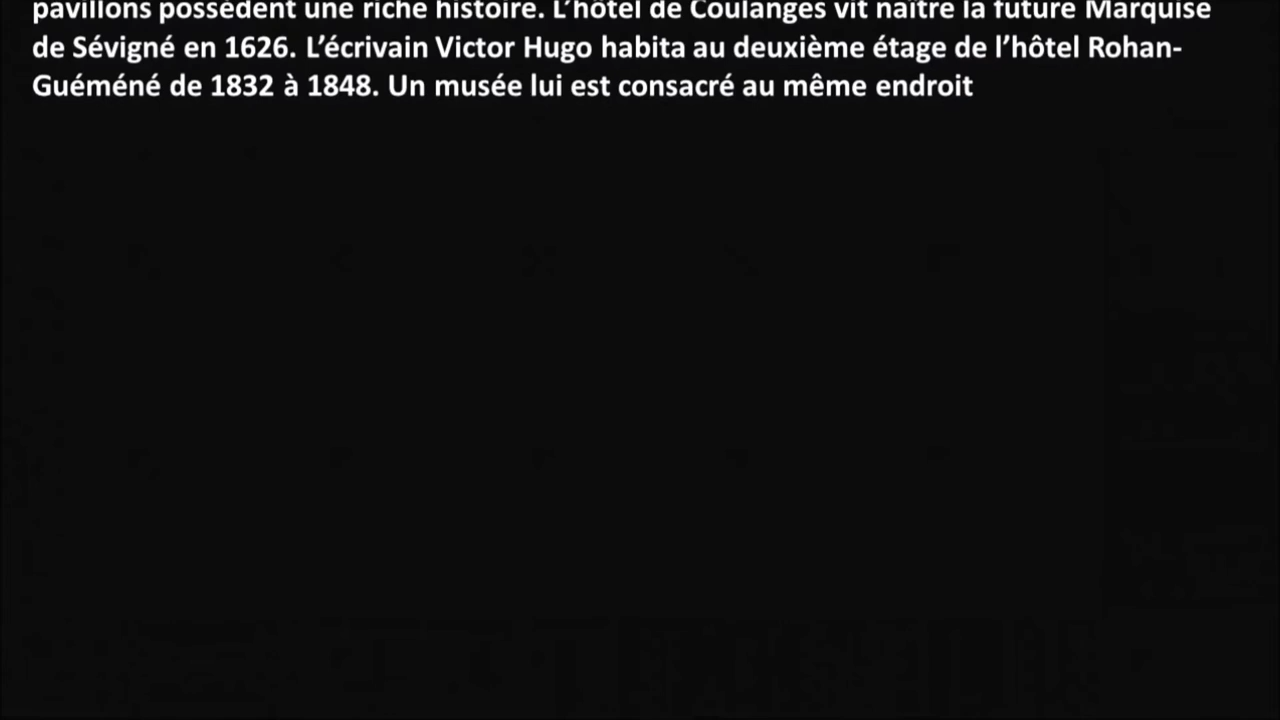 pavillons possèdent une riche histoire. L’hôtel de Coulanges vit naître la future Marquise
de Sévigné en 1626. L’écrivain Victor Hugo habita au deuxième étage de l’hôtel Rohan-
Guéméné de 1832 à 1848. Un musée lui est consacré au même endroit